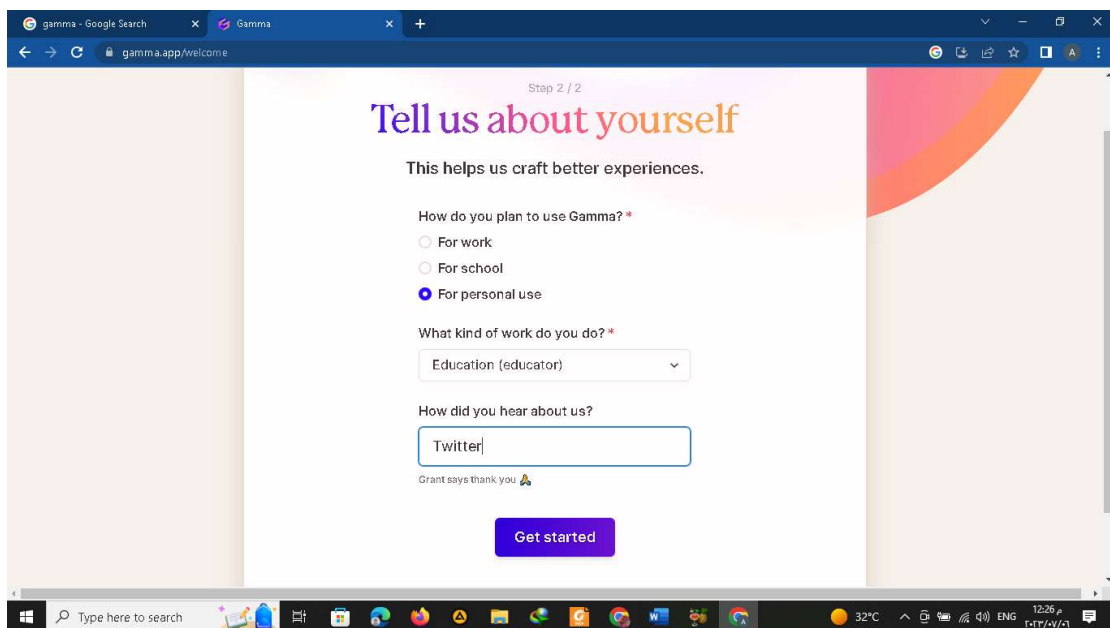 gamma - Google Search
Gamma
gamma.app/welcome
A
Step 2 / 2
Tell us about yourself
This helps us craft better experiences.
How do you plan to use Gamma? *
For work
For school
For personal use
What kind of work do you do? *
Education (educator)
How did you hear about us?
Twitter
Grant says thank you 🙏
Get started
Type here to search
32°C
ENG
12:26 م
٢٠٢٣/٠٧/٠٦